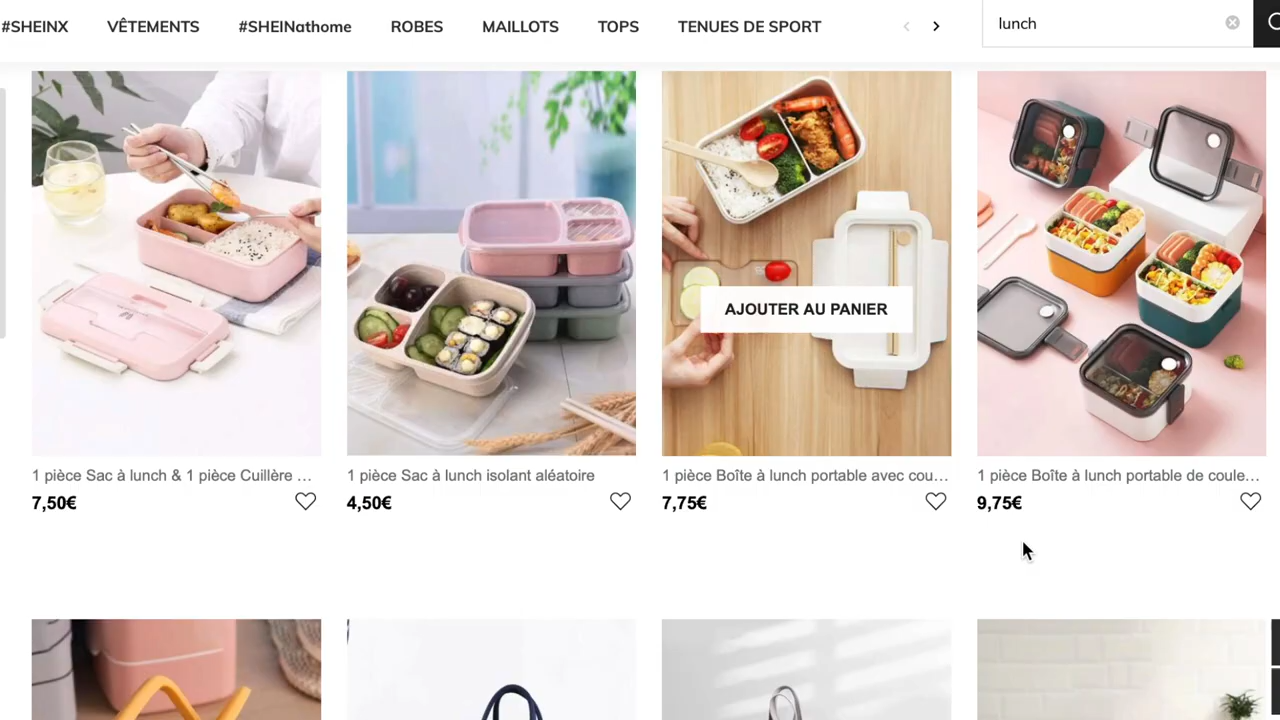 #SHEINX VÊTEMENTS #SHEINathome ROBES MAILLOTS TOPS TENUES DE SPORT
lunch
AJOUTER AU PANIER
1 pièce Sac à lunch & 1 pièce Cuillère ...
7,50€
1 pièce Sac à lunch isolant aléatoire
4,50€
1 pièce Boîte à lunch portable avec cou...
7,75€
1 pièce Boîte à lunch portable de coule...
9,75€